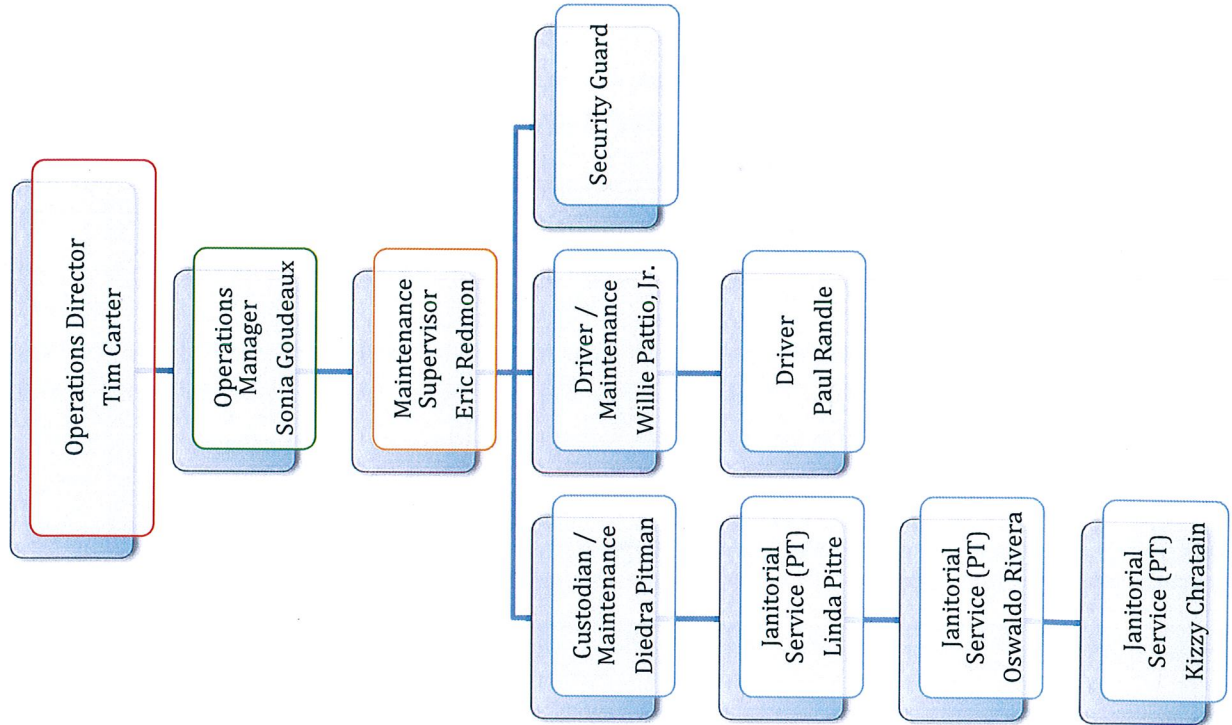 Operations Director
Tim Carter
Operations
Manager
Sonia Goudeaux
Maintenance
Supervisor
Eric Redmon
Custodian /
Maintenance
Diedra Pitman
Driver /
Maintenance
Willie Pattio, Jr.
Security Guard
Janitorial
Service (PT)
Linda Pitre
Driver
Paul Randle
Janitorial
Service (PT)
Oswaldo Rivera
Janitorial
Service (PT)
Kizzy Chratain